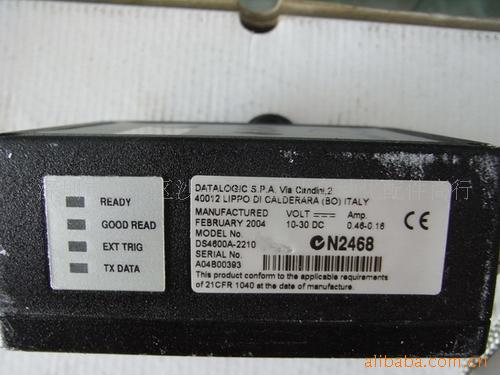 READY
GOOD READ
EXT TRIG
TX DATA
DATALOGIC S.P.A. Via Candini,2
40012 LIPPO DI CALDERARA (BO) ITALY
MANUFACTURED VOLT Amp.
FEBRUARY 2004 10-30 DC 0.46-0.16
MODEL No.
DS4600A-2210 N2468
SERIAL No.
A04B00393
This product conform to the applicable requirements
of 21CFR 1040 at the date of manufacture.
CE
alibaba.com.cn